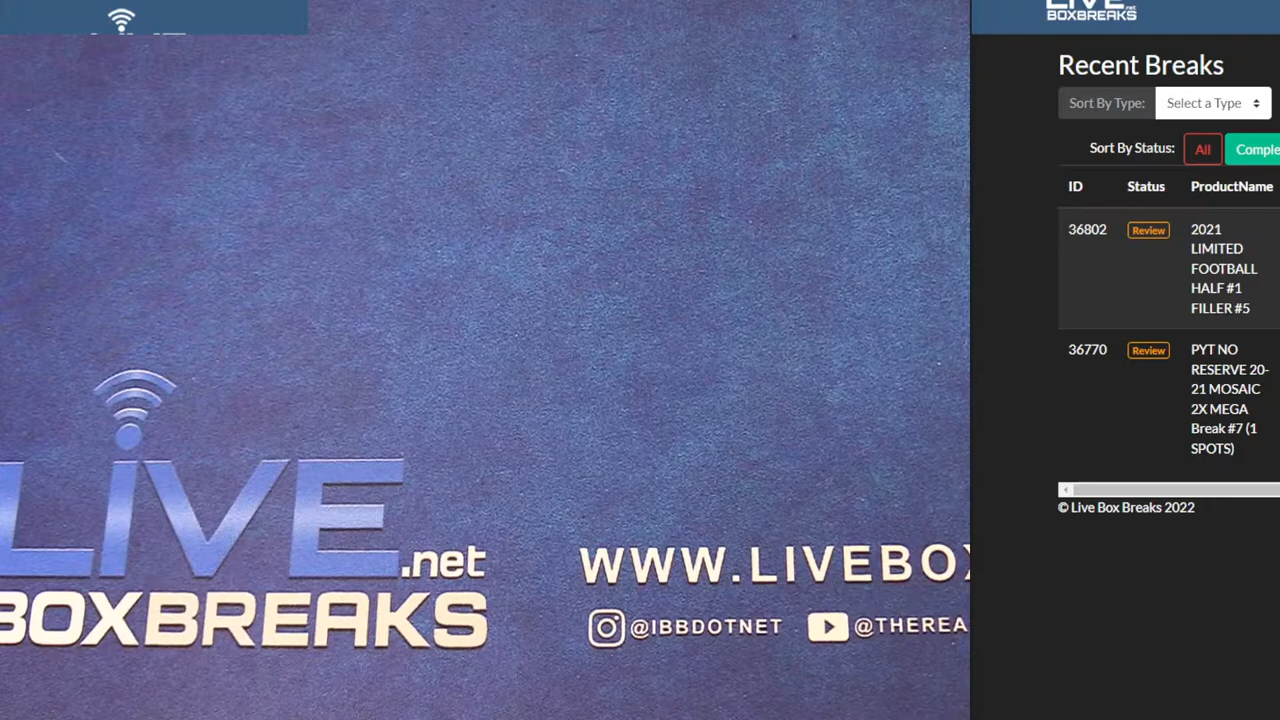 LIVE.net
BOXBREAKS
WWW.LIVEBO
@IBBDOTNET
@THEREA
LIVE.net
BOXBREAKS
Recent Breaks
Sort By Type:
Select a Type
Sort By Status:
All
Comple
ID
Status
ProductName
36802
Review
2021
LIMITED
FOOTBALL
HALF #1
FILLER #5
36770
Review
PYT NO
RESERVE 20-
21 MOSAIC
2X MEGA
Break #7 (1
SPOTS)
© Live Box Breaks 2022